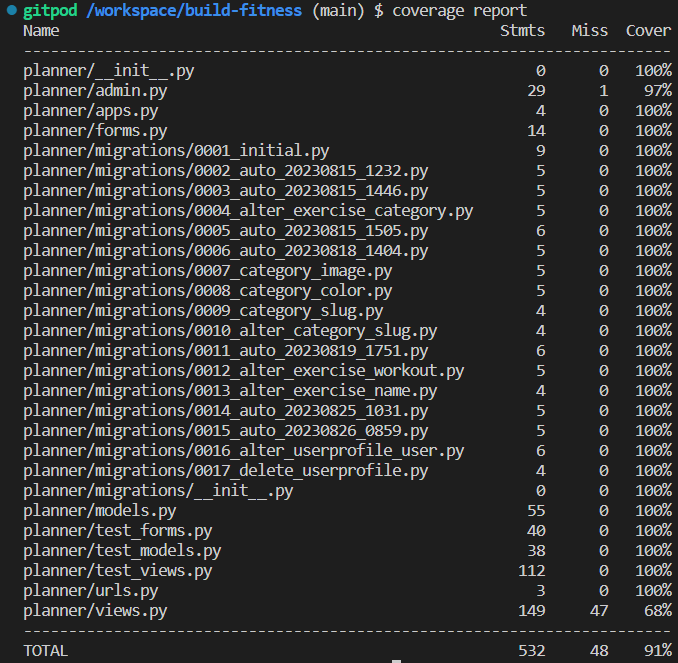 gitpod /workspace/build-fitness (main) $ coverage report
Name Stmts Miss Cover
---------------------------------------------------------------------
planner/__init__.py 0 0 100%
planner/admin.py 29 1 97%
planner/apps.py 4 0 100%
planner/forms.py 14 0 100%
planner/migrations/0001_initial.py 9 0 100%
planner/migrations/0002_auto_20230815_1232.py 5 0 100%
planner/migrations/0003_auto_20230815_1446.py 5 0 100%
planner/migrations/0004_alter_exercise_category.py 5 0 100%
planner/migrations/0005_auto_20230815_1505.py 6 0 100%
planner/migrations/0006_auto_20230818_1404.py 5 0 100%
planner/migrations/0007_category_image.py 5 0 100%
planner/migrations/0008_category_color.py 5 0 100%
planner/migrations/0009_category_slug.py 4 0 100%
planner/migrations/0010_alter_category_slug.py 4 0 100%
planner/migrations/0011_auto_20230819_1751.py 6 0 100%
planner/migrations/0012_alter_exercise_workout.py 5 0 100%
planner/migrations/0013_alter_exercise_name.py 4 0 100%
planner/migrations/0014_auto_20230825_1031.py 5 0 100%
planner/migrations/0015_auto_20230826_0859.py 5 0 100%
planner/migrations/0016_alter_userprofile_user.py 6 0 100%
planner/migrations/0017_delete_userprofile.py 4 0 100%
planner/migrations/__init__.py 0 0 100%
planner/models.py 55 0 100%
planner/test_forms.py 40 0 100%
planner/test_models.py 38 0 100%
planner/test_views.py 112 0 100%
planner/urls.py 3 0 100%
planner/views.py 149 47 68%
---------------------------------------------------------------------
TOTAL 532 48 91%